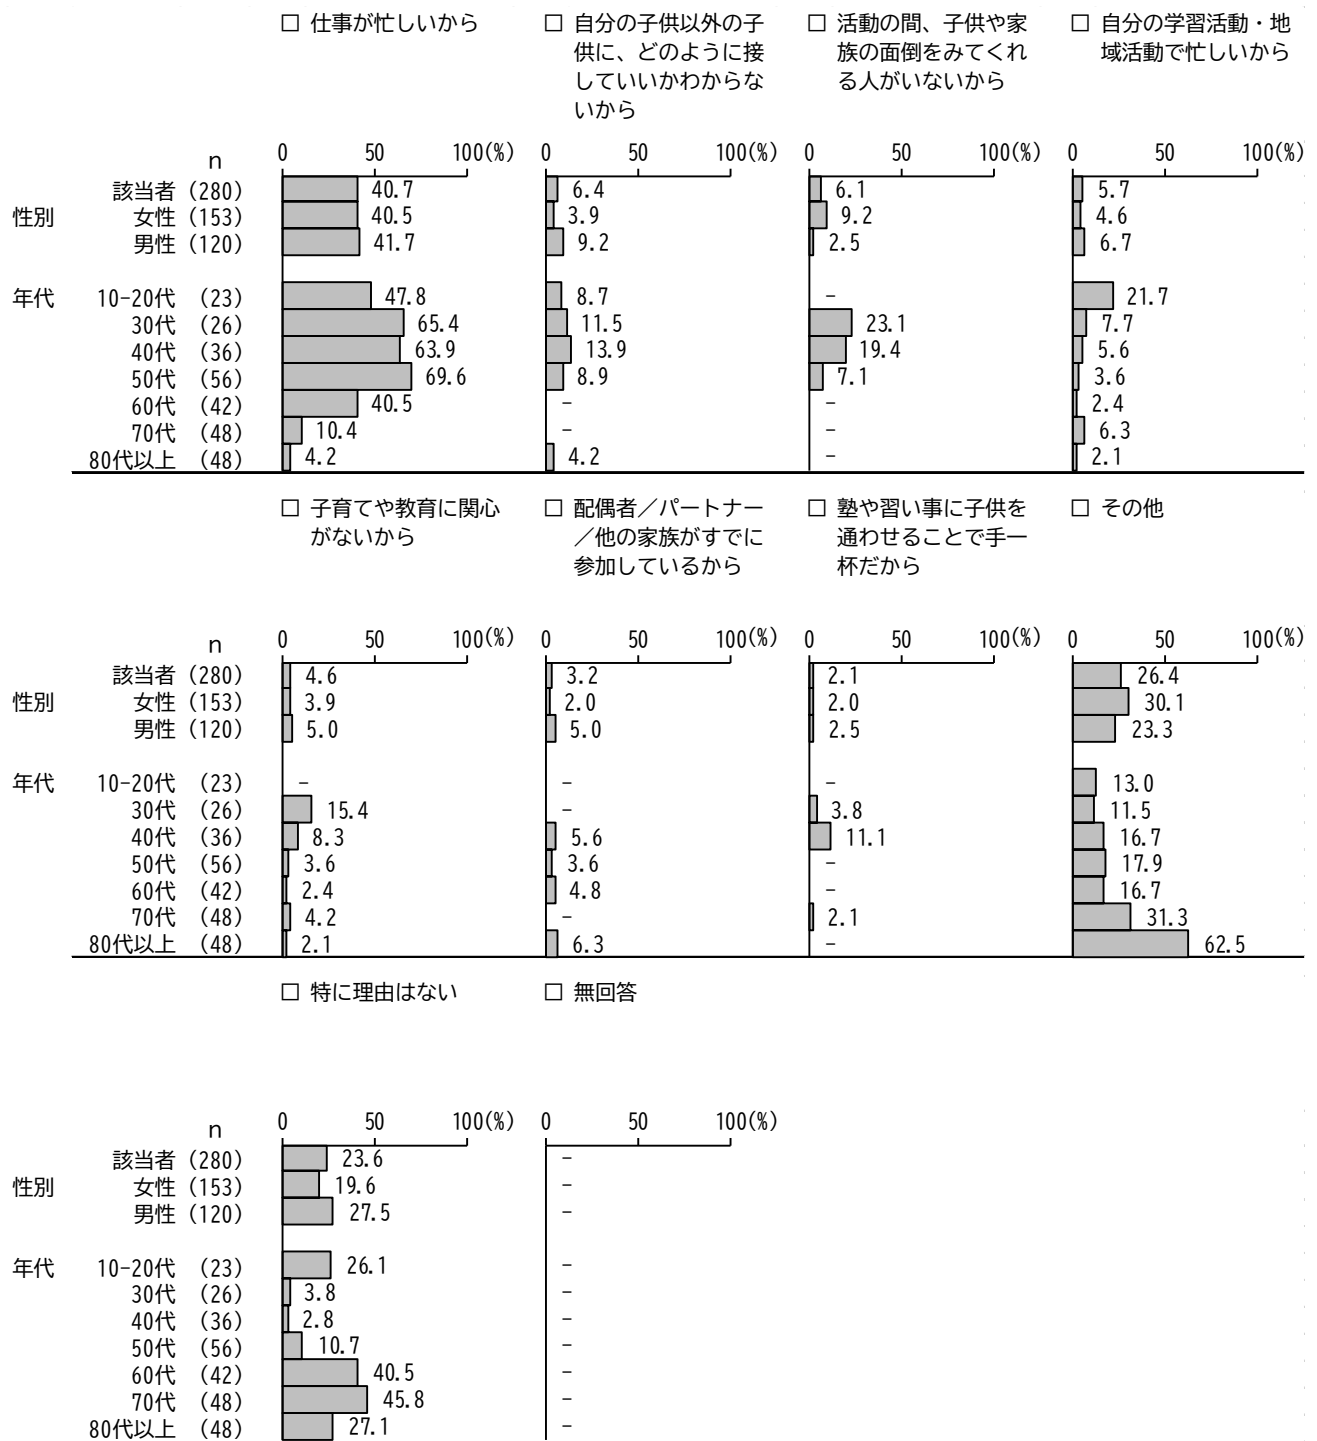 □ 仕事が忙しいから □ 自分の子供以外の子 □ 活動の間、子供や家 □ 自分の学習活動・地
供に、どのように接 族の面倒をみてくれ 域活動で忙しいから
していいかわからな る人がいないから
いから
n 0 50 100(%) 0 50 100(%) 0 50 100(%) 0 50 100(%)
該当者 (280) 40.7 6.4 6.1 5.7
性別 女性 (153) 40.5 3.9 9.2 4.6
男性 (120) 41.7 9.2 2.5 6.7
年代 10-20代 (23) 47.8 8.7 - 21.7
30代 (26) 65.4 11.5 23.1 7.7
40代 (36) 63.9 13.9 19.4 5.6
50代 (56) 69.6 8.9 7.1 3.6
60代 (42) 40.5 - - 2.4
70代 (48) 10.4 - - 6.3
80代以上 (48) 4.2 4.2 - 2.1
□ 子育てや教育に関心 □ 配偶者／パートナー □ 塾や習い事に子供を □ その他
がないから ／他の家族がすでに 通わせることで手一
参加しているから 杯だから
n 0 50 100(%) 0 50 100(%) 0 50 100(%) 0 50 100(%)
該当者 (280) 4.6 3.2 2.1 26.4
性別 女性 (153) 3.9 2.0 2.0 30.1
男性 (120) 5.0 5.0 2.5 23.3
年代 10-20代 (23) - - - 13.0
30代 (26) 15.4 - 3.8 11.5
40代 (36) 8.3 5.6 11.1 16.7
50代 (56) 3.6 3.6 - 17.9
60代 (42) 2.4 4.8 - 16.7
70代 (48) 4.2 - 2.1 31.3
80代以上 (48) 2.1 6.3 - 62.5
□ 特に理由はない □ 無回答
n 0 50 100(%) 0 50 100(%)
該当者 (280) 23.6 -
性別 女性 (153) 19.6 -
男性 (120) 27.5 -
年代 10-20代 (23) 26.1 -
30代 (26) 3.8 -
40代 (36) 2.8 -
50代 (56) 10.7 -
60代 (42) 40.5 -
70代 (48) 45.8 -
80代以上 (48) 27.1 -